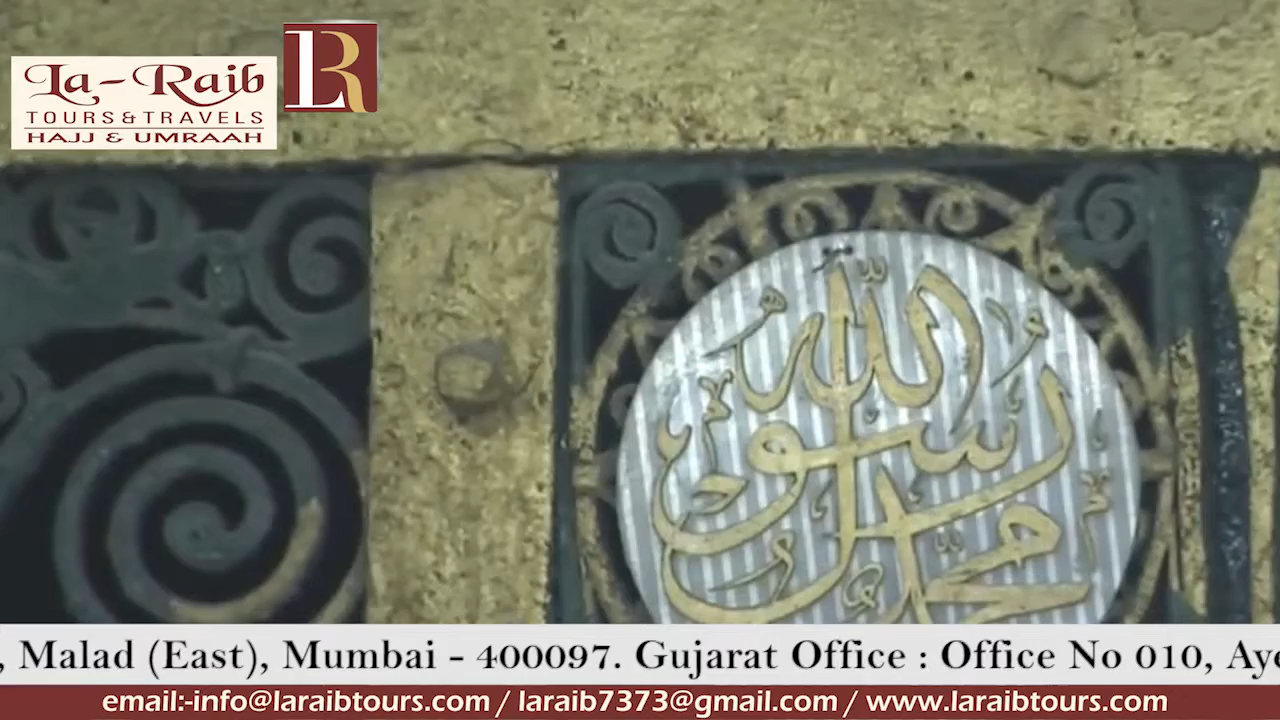 La-Raib
TOURS & TRAVELS
HAJJ & UMRAAH
LR
الله
رسول
محمد
, Malad (East), Mumbai - 400097. Gujarat Office : Office No 010, Aye
email:-info@laraibtours.com / laraib7373@gmail.com / www.laraibtours.com